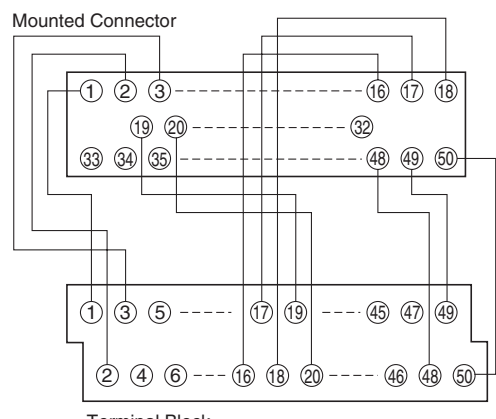 Mounted Connector
1 2 3 16 17 18
19 20 32
33 34 35 48 49 50
1 3 5 17 19 45 47 49
2 4 6 16 18 20 46 48 50
Terminal Block